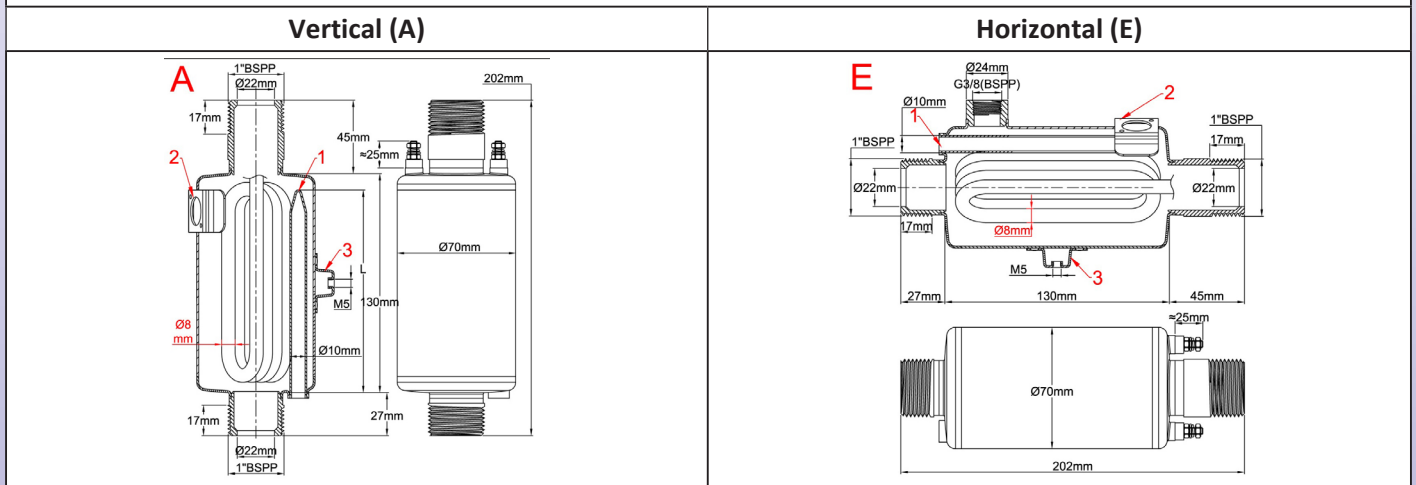 Vertical (A)
Horizontal (E)
A
1"BSPP
Ø22mm
17mm
45mm
2
1
3
L
M5
130mm
Ø8
mm
Ø10mm
17mm
27mm
Ø22mm
1"BSPP
202mm
≈25mm
Ø70mm
E
Ø24mm
G3/8(BSPP)
Ø10mm
1
2
1"BSPP
1"BSPP
17mm
Ø22mm
Ø22mm
17mm
Ø8mm
M5
3
27mm
130mm
45mm
≈25mm
Ø70mm
202mm